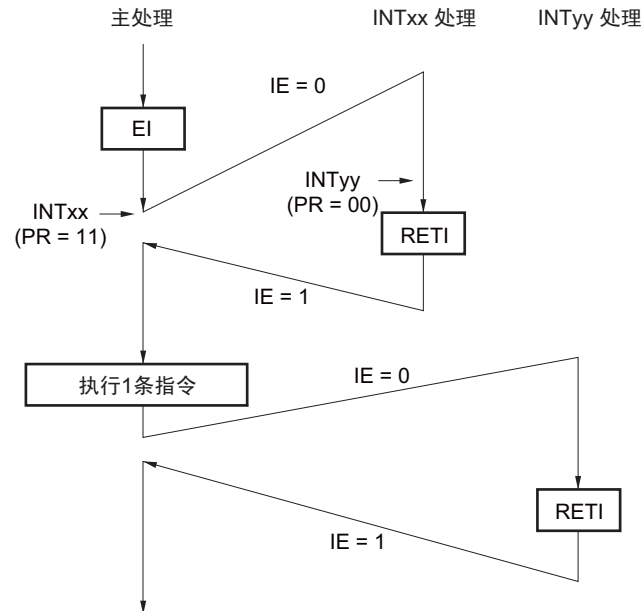 主处理
INTxx 处理
INTyy 处理
IE = 0
EI
INTyy
(PR = 00)
INTxx
(PR = 11)
RETI
IE = 1
执行1条指令
IE = 0
RETI
IE = 1